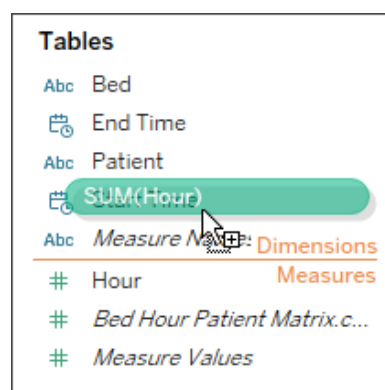 Tables
Abc Bed
End Time
Abc Patient
SUM(Hour)
Abc Measure
Dimensions
Measures
# Hour
# Bed Hour Patient Matrix.c...
# Measure Values